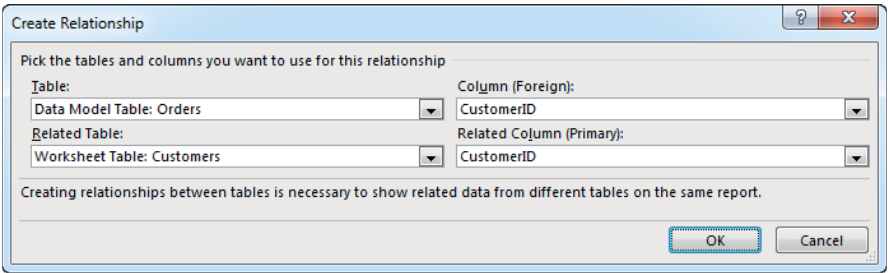 Create Relationship
Pick the tables and columns you want to use for this relationship
Table:
Column (Foreign):
Data Model Table: Orders
CustomerID
Related Table:
Related Column (Primary):
Worksheet Table: Customers
CustomerID
Creating relationships between tables is necessary to show related data from different tables on the same report.
OK
Cancel